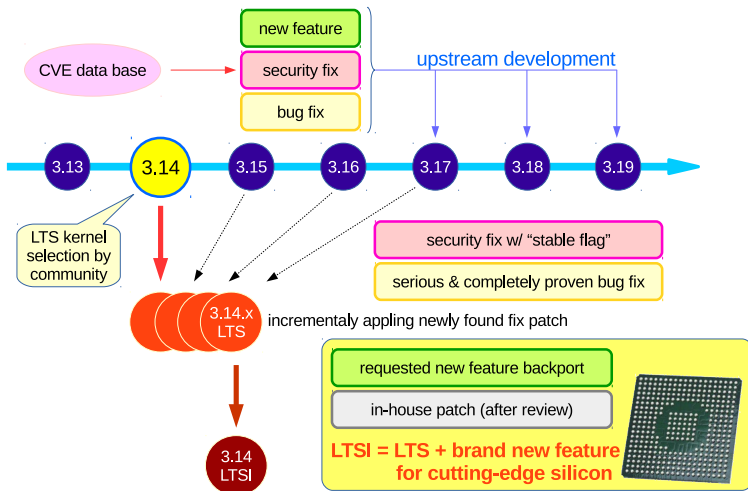 new feature
CVE data base
security fix
upstream development
bug fix
3.13
3.14
3.15
3.16
3.17
3.18
3.19
LTS kernel
selection by
community
security fix w/ “stable flag”
serious & completely proven bug fix
3.14.x
LTS
incrementaly appling newly found fix patch
requested new feature backport
in-house patch (after review)
LTSI = LTS + brand new feature
for cutting-edge silicon
3.14
LTSI